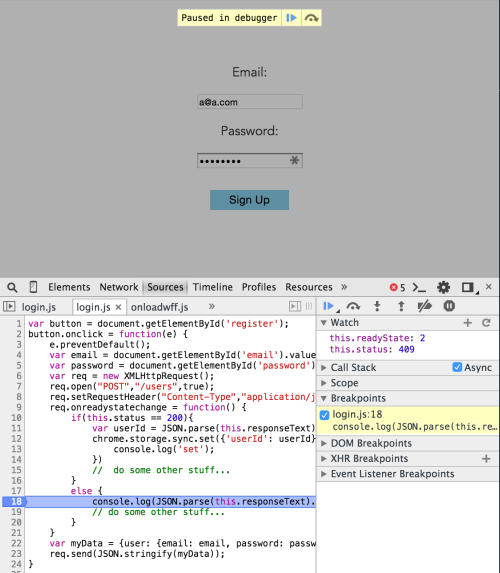 Paused in debugger
Email:
a@a.com
Password:
Sign Up
Elements Network Sources Timeline Profiles Resources » 5
login.js login.js × onloadwff.js »
1 var button = document.getElementById('register');
2 button.onclick = function(e) {
3 e.preventDefault();
4 var email = document.getElementById('email').value
5 var password = document.getElementById('password')
6 var req = new XMLHttpRequest();
7 req.open("POST","/users",true);
8 req.setRequestHeader("Content-Type","application/j
9 req.onreadystatechange = function() {
10 if(this.status == 200){
11 var userId = JSON.parse(this.responseText)
12 chrome.storage.sync.set({'userId': userId}
13 console.log('set');
14 })
15 // do some other stuff...
16 }
17 else {
18 console.log(JSON.parse(this.responseText).
19 // do some other stuff...
20 }
21 }
22 var myData = {user: {email: email, password: passw
23 req.send(JSON.stringify(myData));
24 }
Watch
this.readyState: 2
this.status: 409
Call Stack Async
Scope
Breakpoints
login.js:18
console.log(JSON.parse(this.re...
DOM Breakpoints
XHR Breakpoints
Event Listener Breakpoints